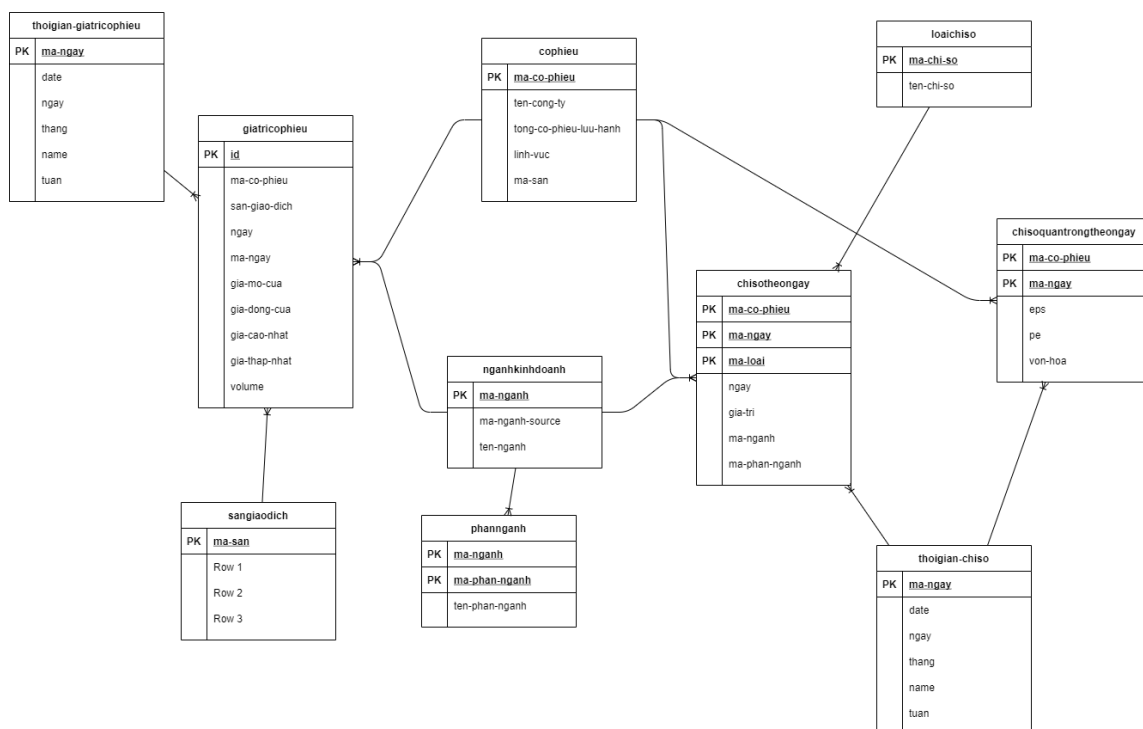 thoigian-giatricophieu
PK ma-ngay
date
ngay
thang
name
tuan
giatricophieu
PK id
ma-co-phieu
san-giao-dich
ngay
ma-ngay
gia-mo-cua
gia-dong-cua
gia-cao-nhat
gia-thap-nhat
volume
sangiaodich
PK ma-san
Row 1
Row 2
Row 3
cophieu
PK ma-co-phieu
ten-cong-ty
tong-co-phieu-luu-hanh
linh-vuc
ma-san
nganhkinhdoanh
PK ma-nganh
ma-nganh-source
ten-nganh
phannganh
PK ma-nganh
PK ma-phan-nganh
ten-phan-nganh
loaichiso
PK ma-chi-so
ten-chi-so
chisotheongay
PK ma-co-phieu
PK ma-ngay
PK ma-loai
ngay
gia-tri
ma-nganh
ma-phan-nganh
chisoquantrongtheongay
PK ma-co-phieu
PK ma-ngay
eps
pe
von-hoa
thoigian-chiso
PK ma-ngay
date
ngay
thang
name
tuan